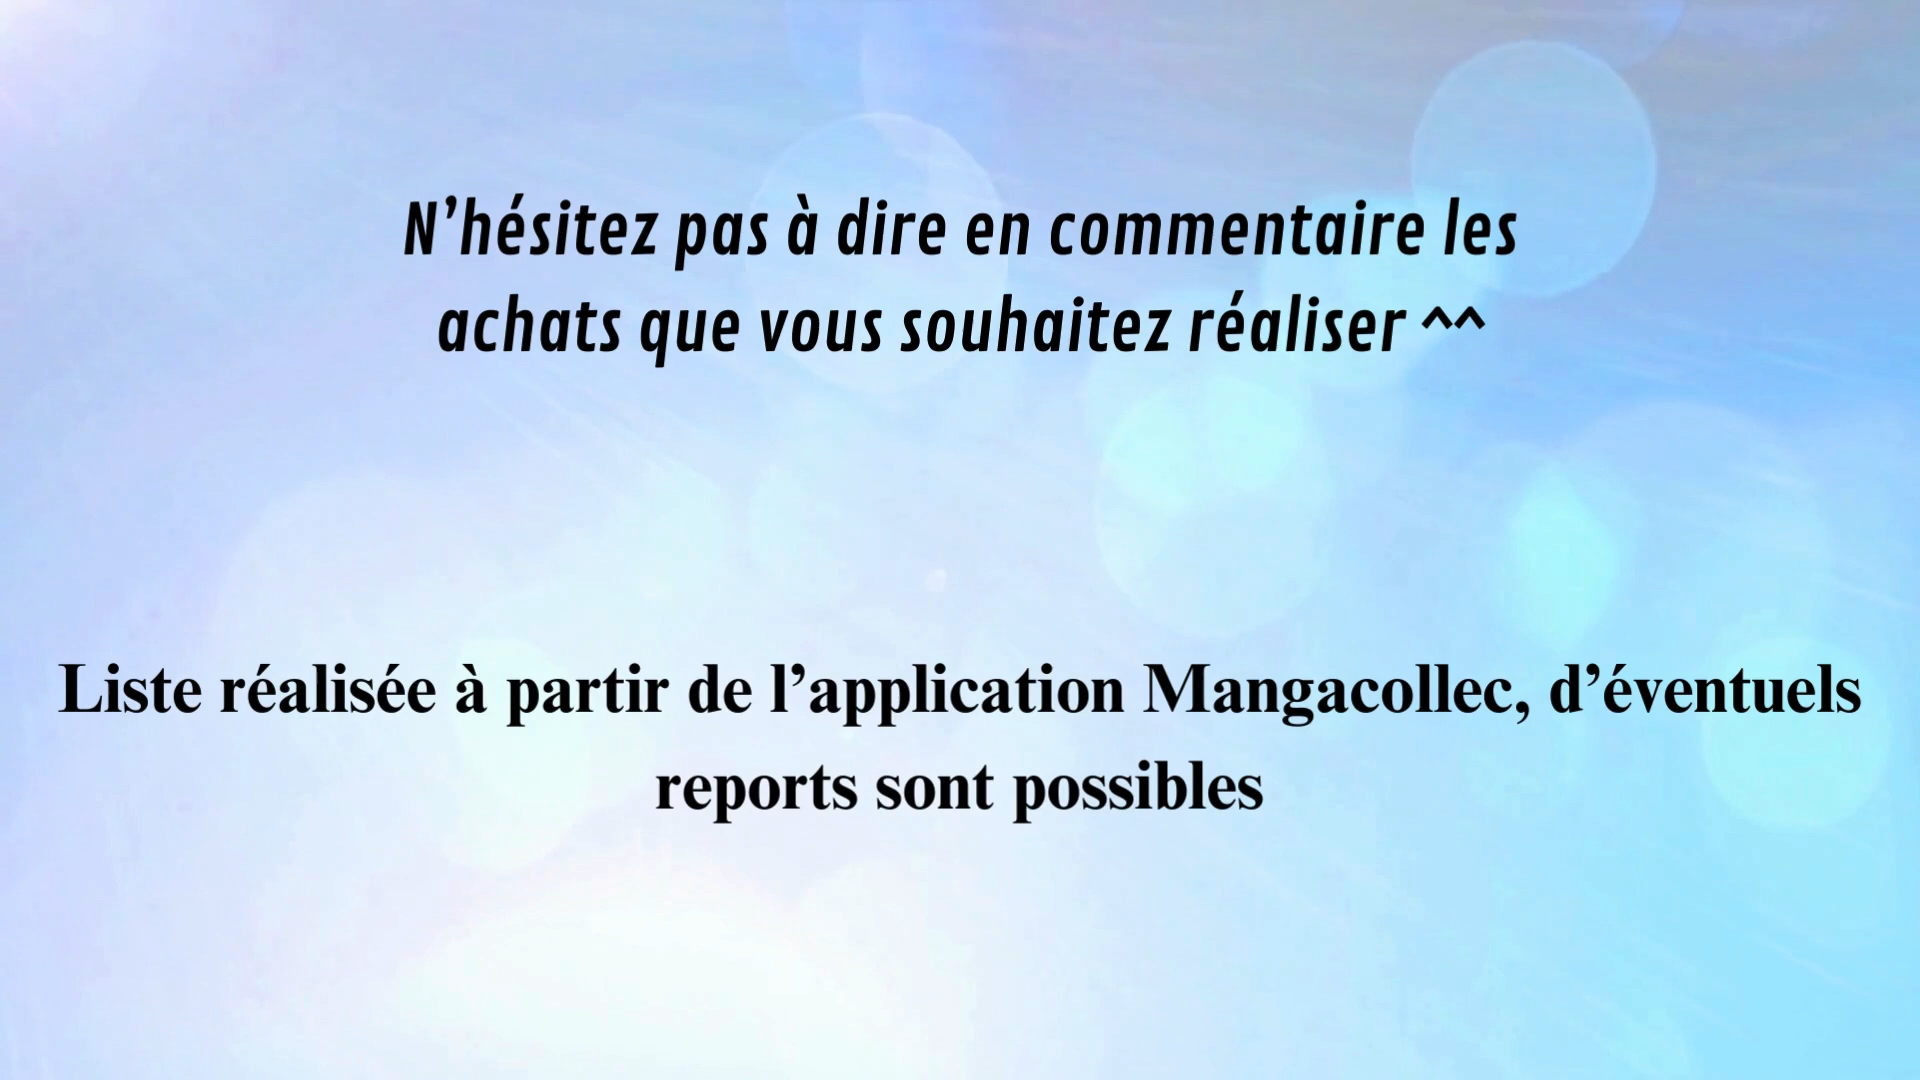 N’hésitez pas à dire en commentaire les
achats que vous souhaitez réaliser ^^
Liste réalisée à partir de l’application Mangacollec, d’éventuels
reports sont possibles